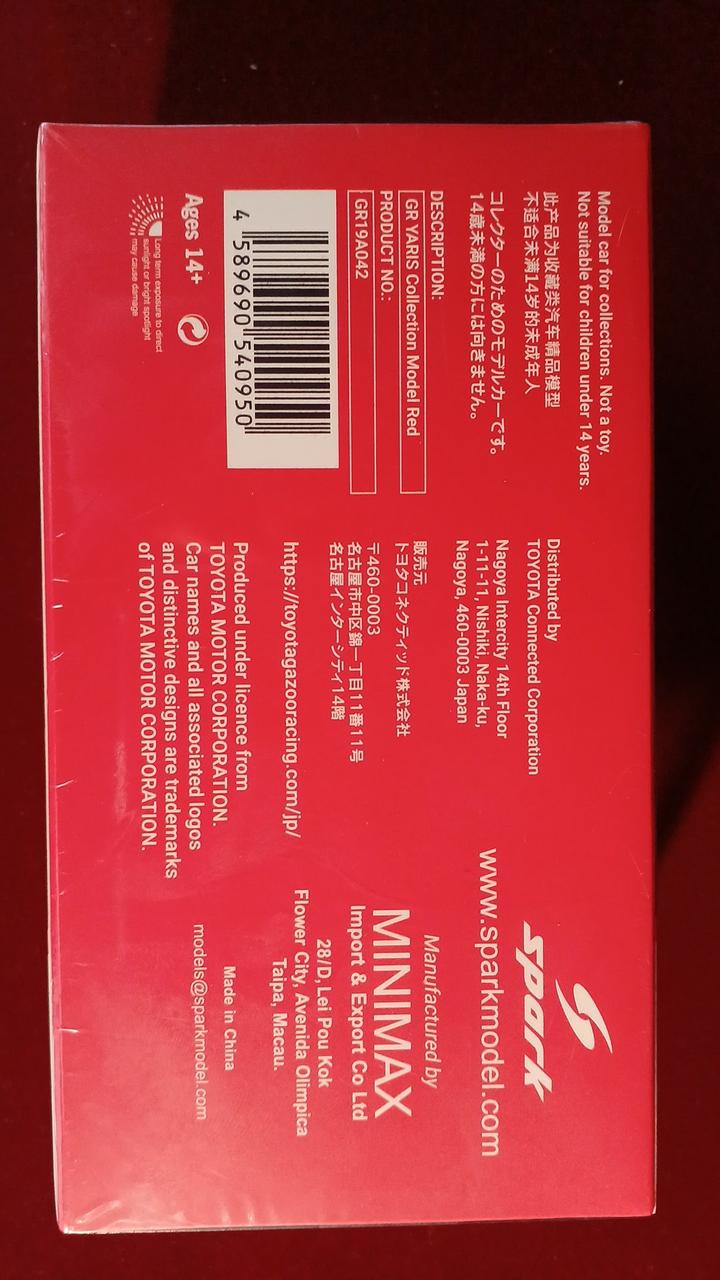 Model car for collections. Not a toy.
Not suitable for children under 14 years.
此产品为收藏类汽车精品模型
不适合未满14岁的未成年人
コレクターのためのモデルカーです。
14歳未満の方には向きません。
DESCRIPTION:
GR YARIS Collection Model Red
PRODUCT NO.:
GR19A042
4 589690 540950
Ages 14+
Long term exposure to direct
sunlight or bright spotlight
may cause damage
Distributed by
TOYOTA Connected Corporation
Nagoya Intercity 14th Floor
1-11-11, Nishiki, Naka-ku,
Nagoya, 460-0003 Japan
販売元
トヨタコネクティッド株式会社
〒460-0003
名古屋市中区錦一丁目11番11号
名古屋インターシティ14階
https://toyotagazooracing.com/jp/
Produced under licence from
TOYOTA MOTOR CORPORATION.
Car names and all associated logos
and distinctive designs are trademarks
of TOYOTA MOTOR CORPORATION.
spark
www.sparkmodel.com
Manufactured by
MINIMAX
Import & Export Co Ltd
28/D, Lei Pou Kok
Flower City, Avenida Olimpica
Taipa, Macau.
Made in China
models@sparkmodel.com